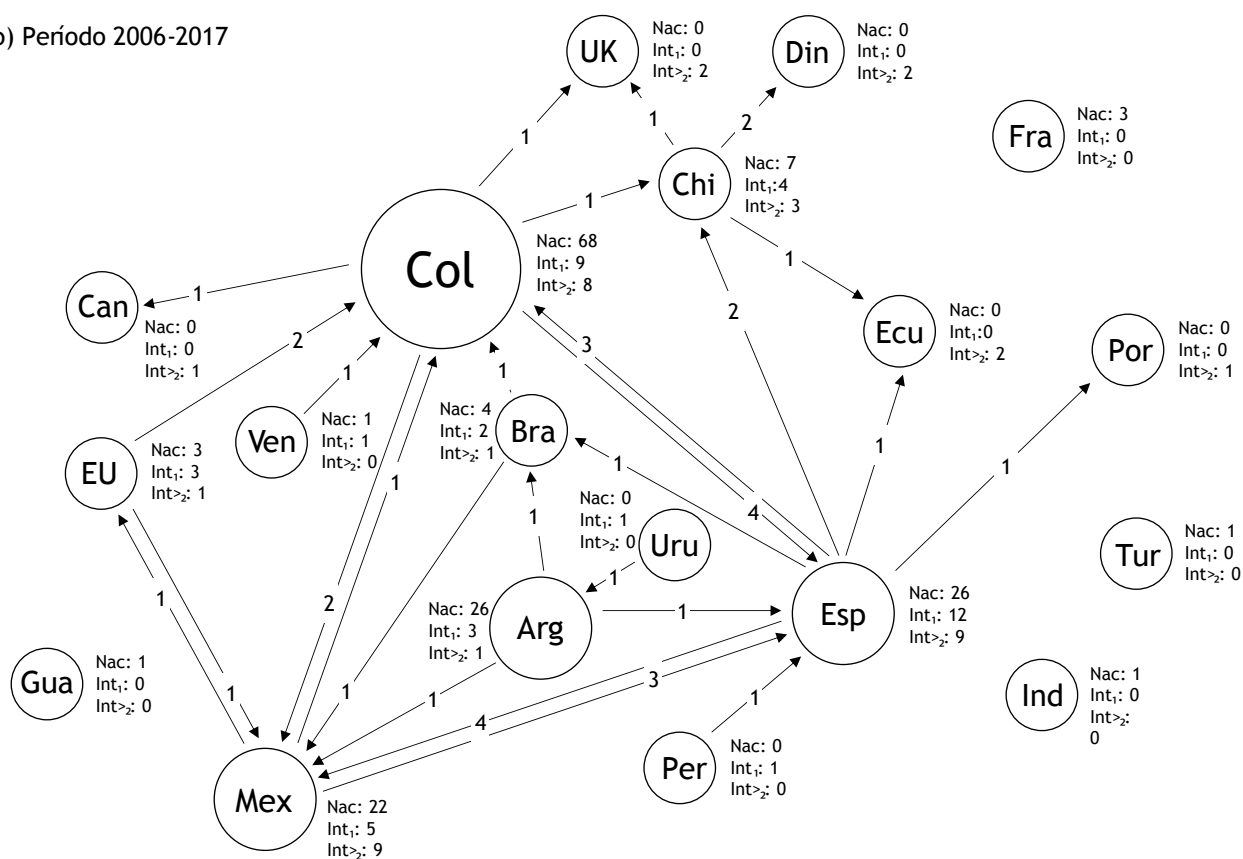 b) Período 2006-2017
UK
Nac: 0
Int₁: 0
Int>₂: 2
Din
Nac: 0
Int₁: 0
Int>₂: 2
Fra
Nac: 3
Int₁: 0
Int>₂: 0
1
1
2
Chi
Nac: 7
Int₁:4
Int>₂: 3
1
Col
Nac: 68
Int₁: 9
Int>₂: 8
1
Can
Nac: 0
Int₁: 0
Int>₂: 1
1
2
2
3
Ecu
Nac: 0
Int₁:0
Int>₂: 2
Por
Nac: 0
Int₁: 0
Int>₂: 1
1
1
Ven
Nac: 1
Int₁: 1
Int>₂: 0
Bra
Nac: 4
Int₁: 2
Int>₂: 1
EU
Nac: 3
Int₁: 3
Int>₂: 1
1
1
1
1
4
1
Uru
Nac: 0
Int₁: 1
Int>₂: 0
Tur
Nac: 1
Int₁: 0
Int>₂: 0
1
1
2
1
Arg
Nac: 26
Int₁: 3
Int>₂: 1
Esp
Nac: 26
Int₁: 12
Int>₂: 9
Gua
Nac: 1
Int₁: 0
Int>₂: 0
1
1
1
3
4
1
Ind
Nac: 1
Int₁: 0
Int>₂:
0
Per
Nac: 0
Int₁: 1
Int>₂: 0
Mex
Nac: 22
Int₁: 5
Int>₂: 9